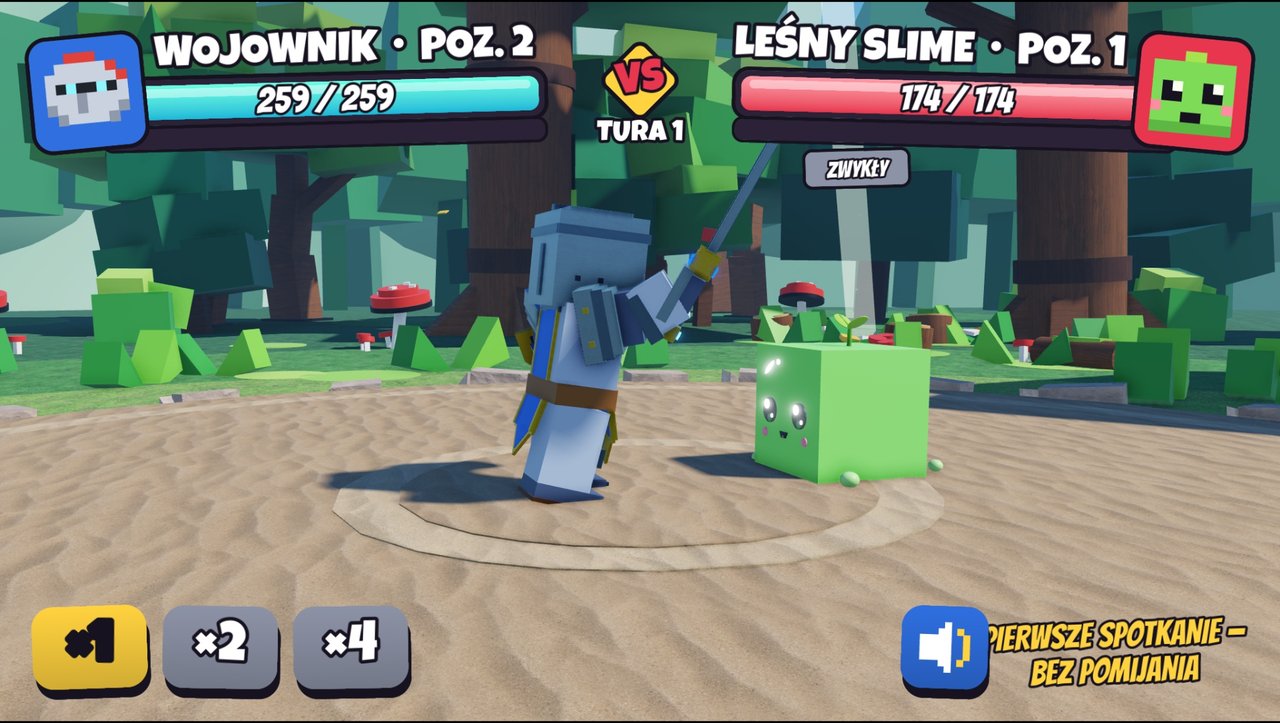 WOJOWNIK • POZ. 2
259 / 259
VS
TURA 1
LEŚNY SLIME • POZ. 1
174 / 174
ZWYKŁY
×1
×2
×4
PIERWSZE SPOTKANIE –
BEZ POMIJANIA